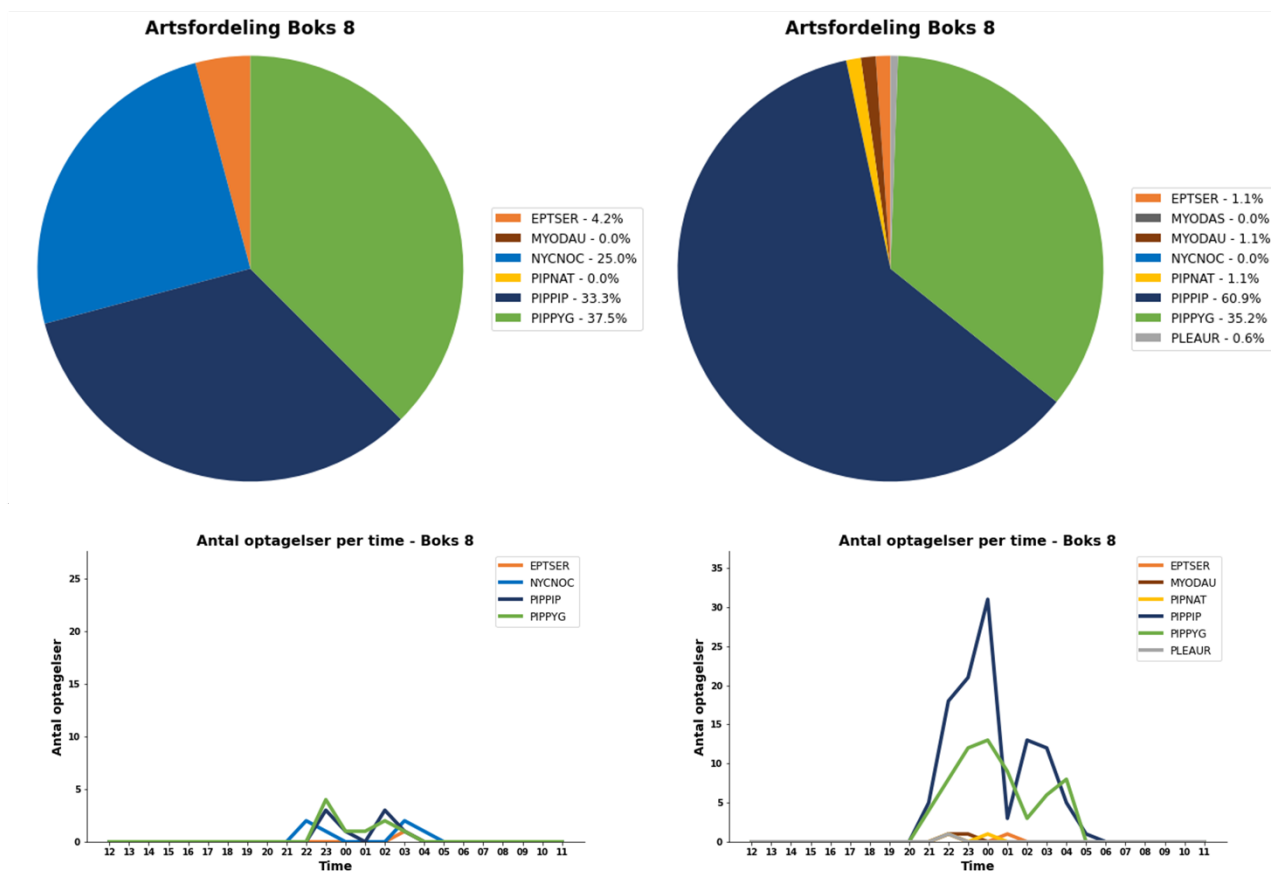 Artsfordeling Boks 8
EPTSER - 4.2%
MYODAU - 0.0%
NYCNOC - 25.0%
PIPNAT - 0.0%
PIPPIP - 33.3%
PIPPYG - 37.5%
Artsfordeling Boks 8
EPTSER - 1.1%
MYODAS - 0.0%
MYODAU - 1.1%
NYCNOC - 0.0%
PIPNAT - 1.1%
PIPPIP - 60.9%
PIPPYG - 35.2%
PLEAUR - 0.6%
Antal optagelser per time - Boks 8
EPTSER
NYCNOC
PIPPIP
PIPPYG
Antal optagelser
25
20
15
10
5
0
12 13 14 15 16 17 18 19 20 21 22 23 00 01 02 03 04 05 06 07 08 09 10 11
Time
Antal optagelser per time - Boks 8
EPTSER
MYODAU
PIPNAT
PIPPIP
PIPPYG
PLEAUR
Antal optagelser
35
30
25
20
15
10
5
0
12 13 14 15 16 17 18 19 20 21 22 23 00 01 02 03 04 05 06 07 08 09 10 11
Time